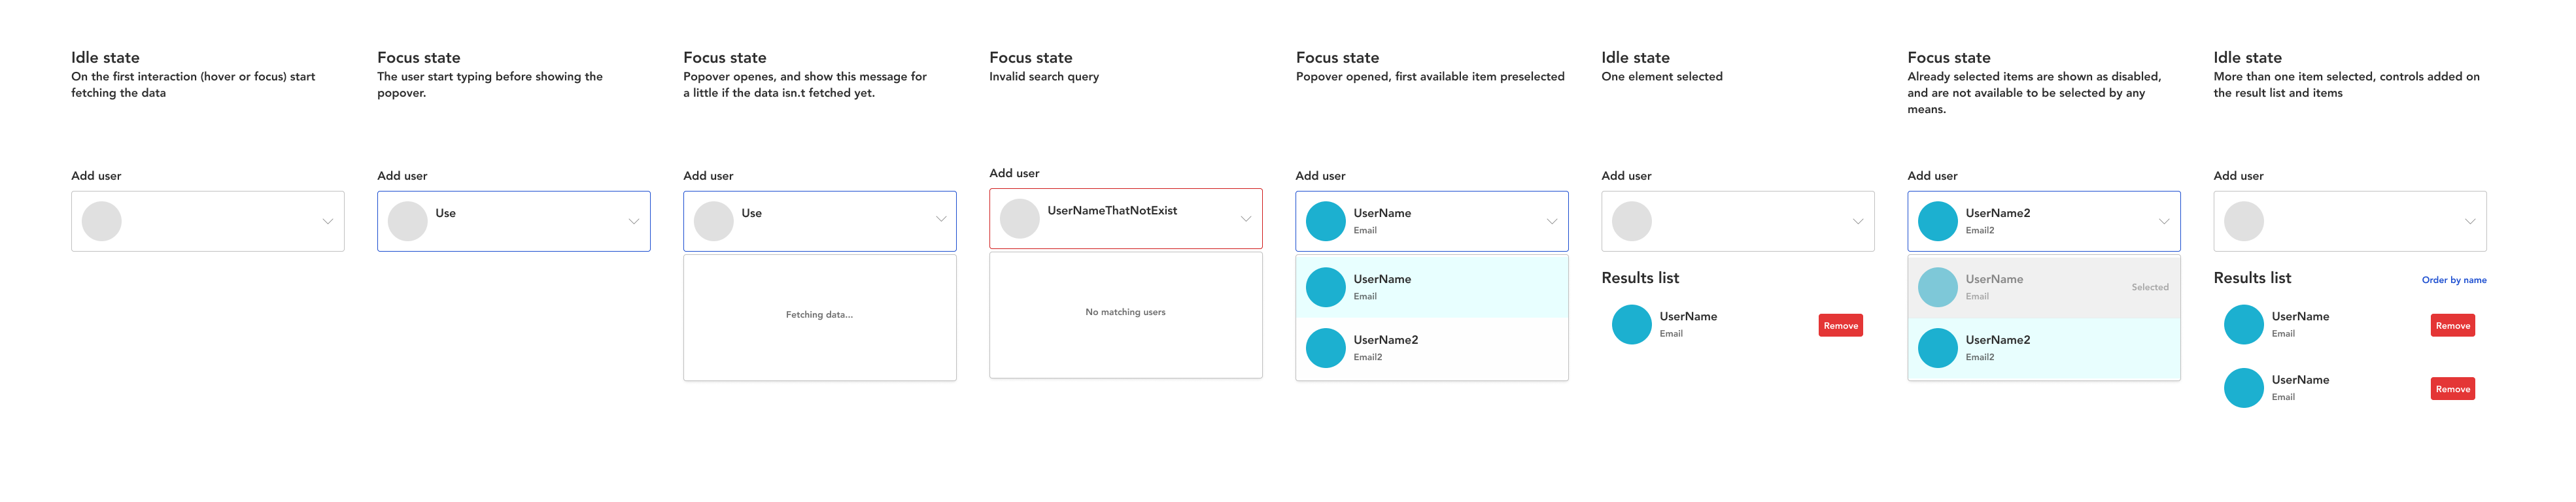 Idle state
On the first interaction (hover or focus) start
fetching the data
Add user
Focus state
The user start typing before showing the
popover.
Add user
Use
Focus state
Popover openes, and show this message for
a little if the data isn.t fetched yet.
Add user
Use
Fetching data...
Focus state
Invalid search query
Add user
UserNameThatNotExist
No matching users
Focus state
Popover opened, first available item preselected
Add user
UserName
Email
UserName
Email
UserName2
Email2
Idle state
One element selected
Add user
Results list
UserName
Email
Remove
Focus state
Already selected items are shown as disabled,
and are not available to be selected by any
means.
Add user
UserName2
Email2
UserName
Email
Selected
UserName2
Email2
Idle state
More than one item selected, controls added on
the result list and items
Add user
Results list
Order by name
UserName
Email
Remove
UserName
Email
Remove